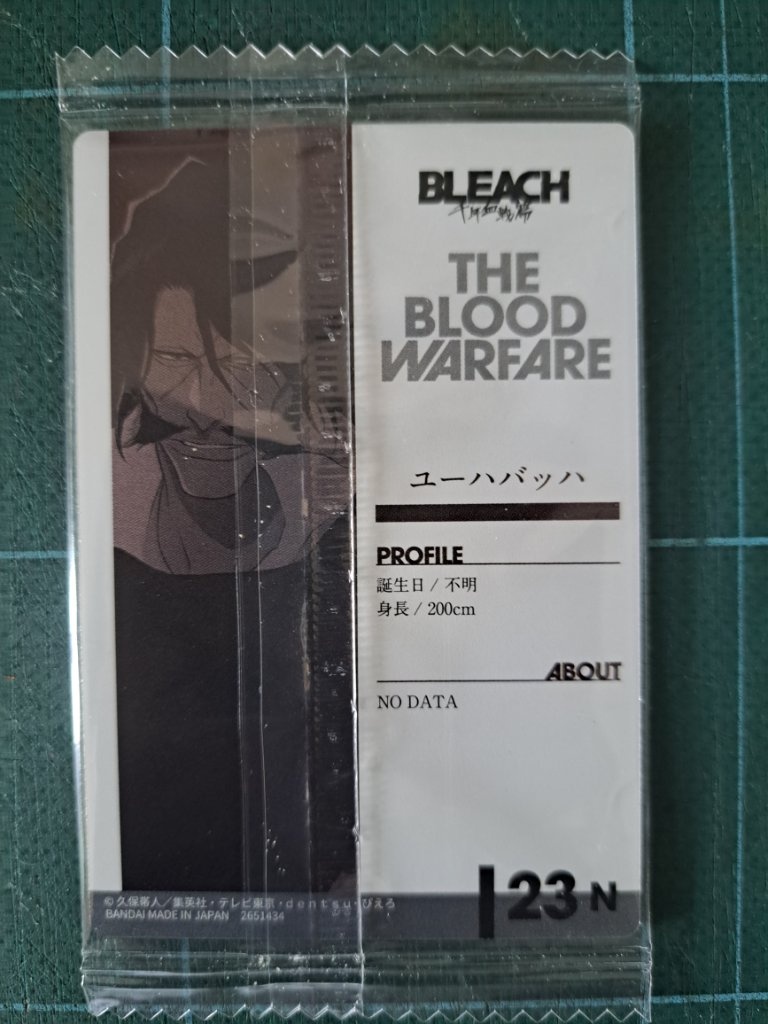 BLEACH
千年血戦篇
THE
BLOOD
WARFARE
ユーハバッハ
PROFILE
誕生日 / 不明
身長 / 200cm
ABOUT
NO DATA
© 久保帯人／集英社・テレビ東京・dentsu・ぴえろ
BANDAI MADE IN JAPAN 2651434
23 N